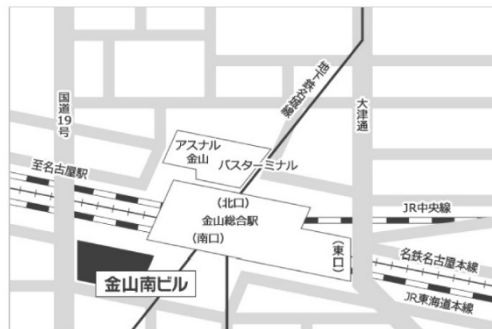 地下鉄名城線
国道19号
大津通
アスナル
金山
バスターミナル
至名古屋駅
(北口)
金山総合駅
(南口)
(東口)
JR中央線
名鉄名古屋本線
JR東海道本線
金山南ビル